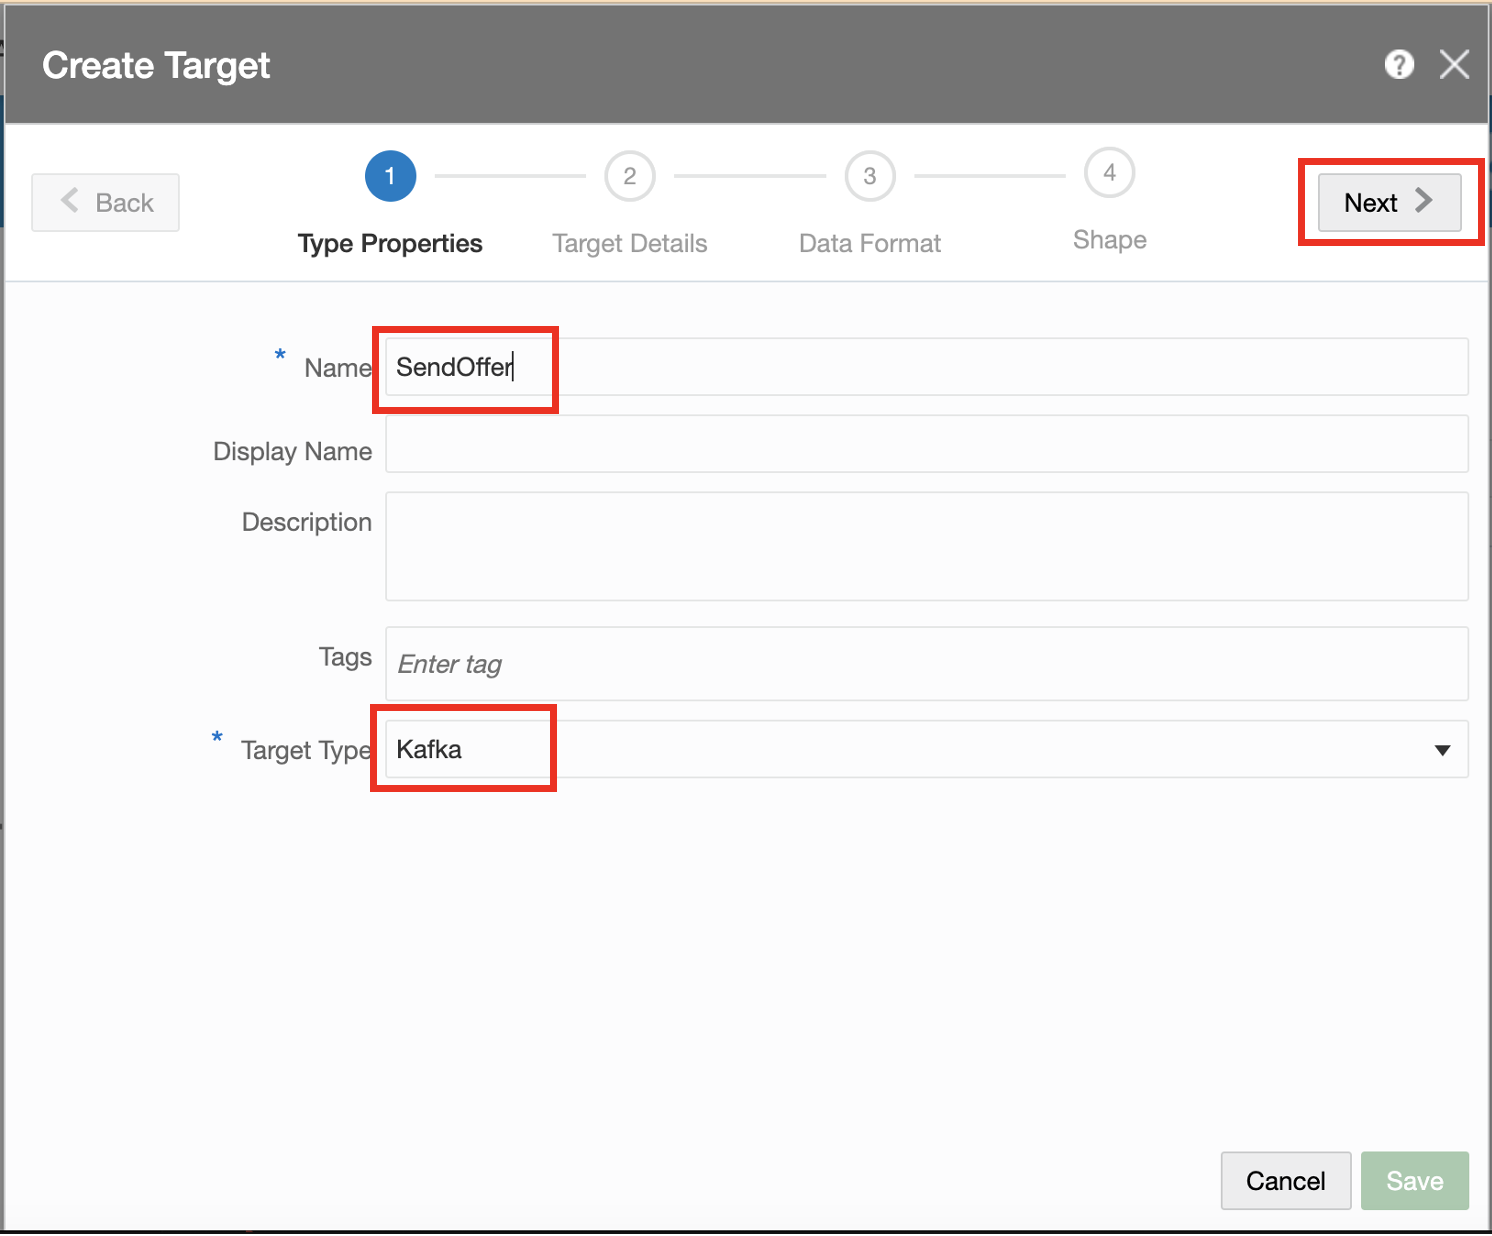 Create Target
?
Back
1
2
3
4
Type Properties
Target Details
Data Format
Shape
Next
* Name
SendOffer
Display Name
Description
Tags
Enter tag
* Target Type
Kafka
Cancel
Save